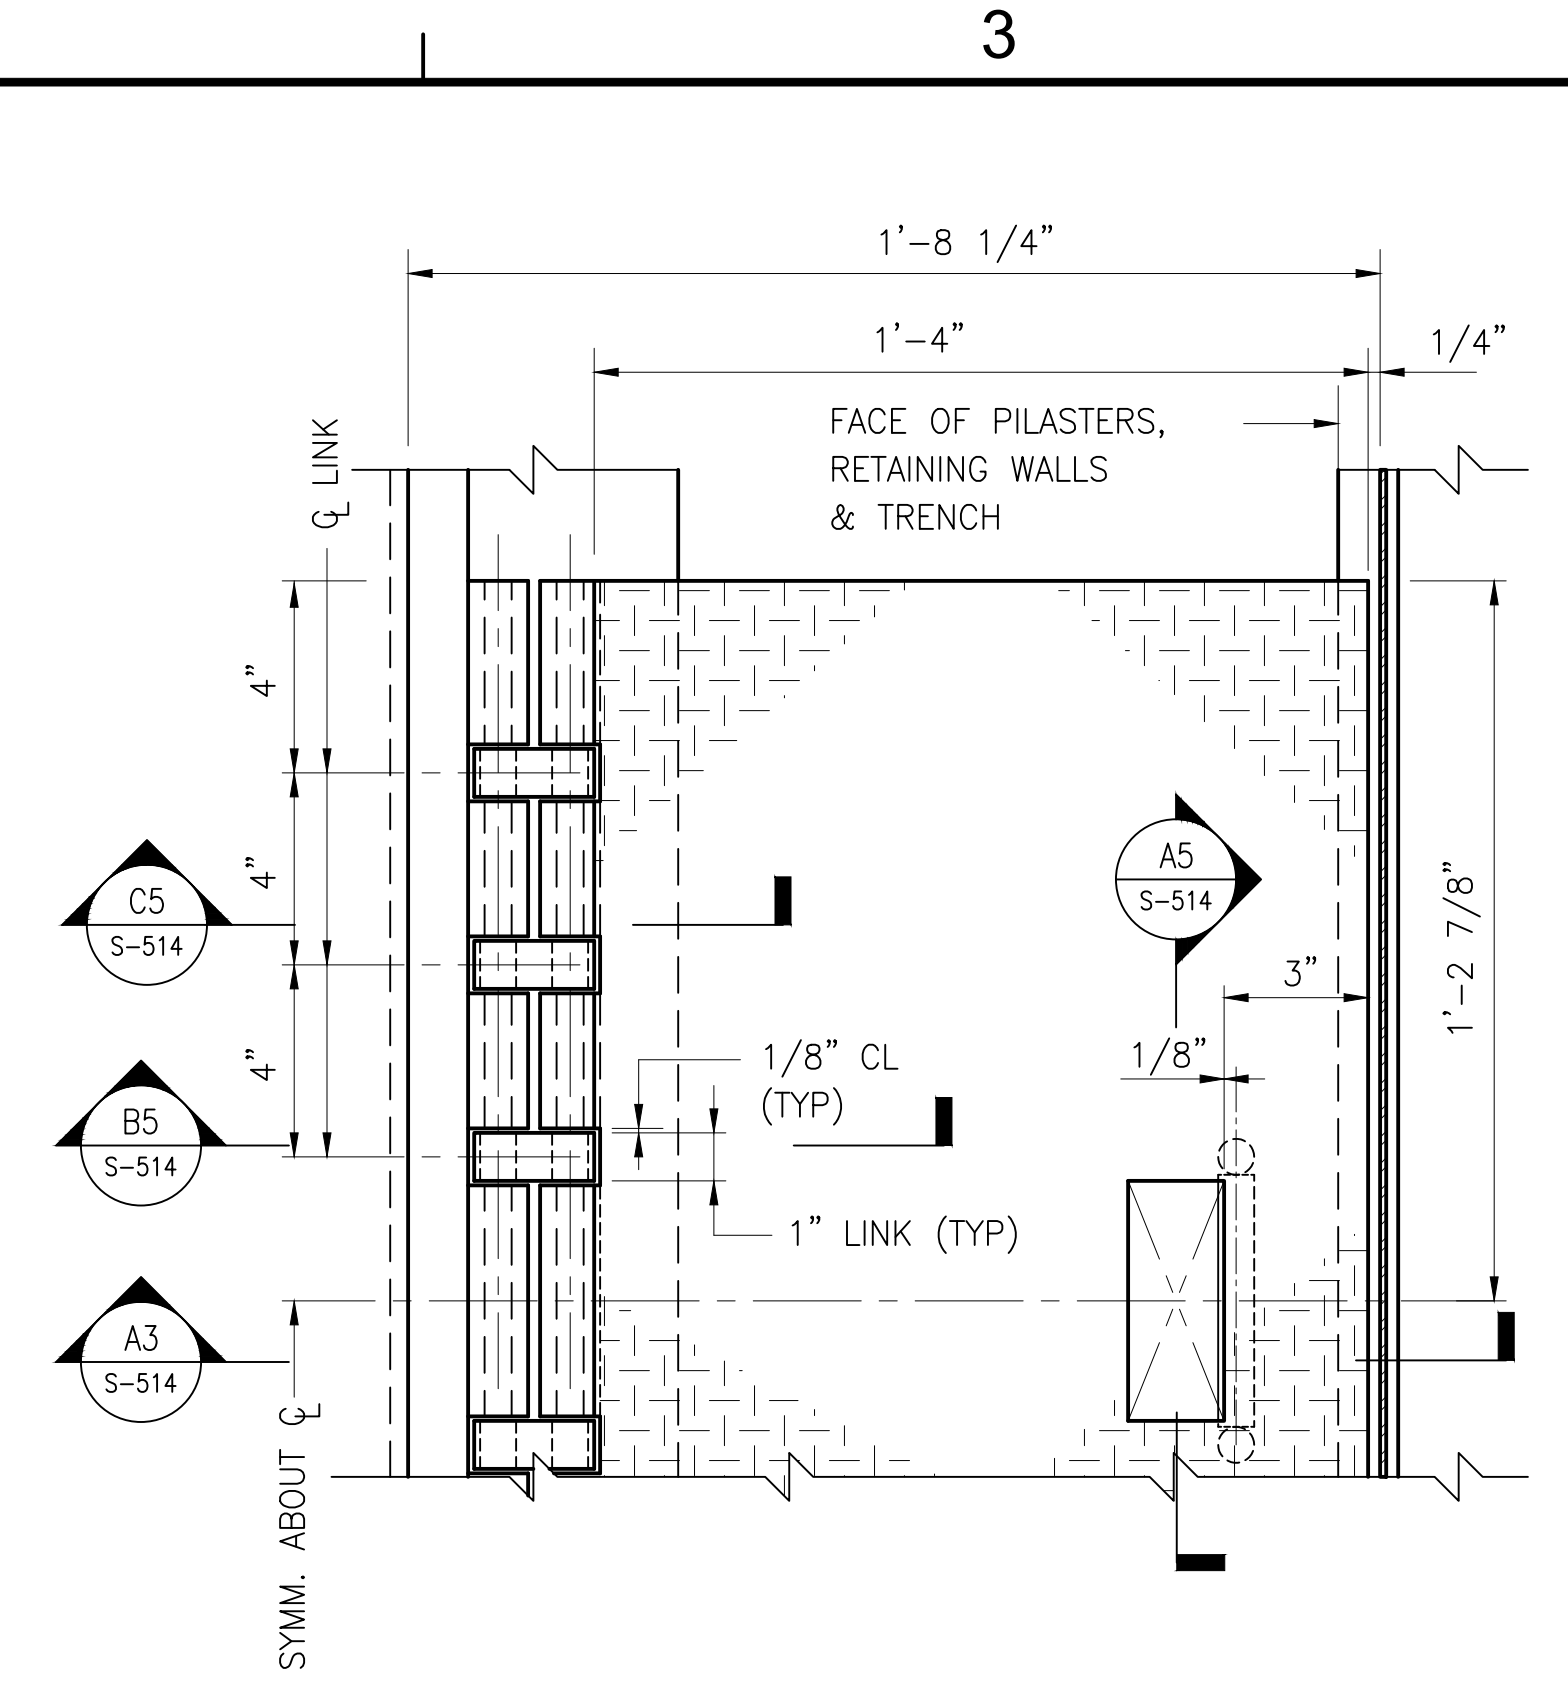 3
1'-8 1/4"
1'-4"
1/4"
FACE OF PILASTERS,
RETAINING WALLS
& TRENCH
℄ LINK
4"
4"
4"
C5
S-514
B5
S-514
A3
S-514
A5
S-514
3"
1/8"
1'-2 7/8"
1/8" CL
(TYP)
1" LINK (TYP)
SYMM. ABOUT ℄